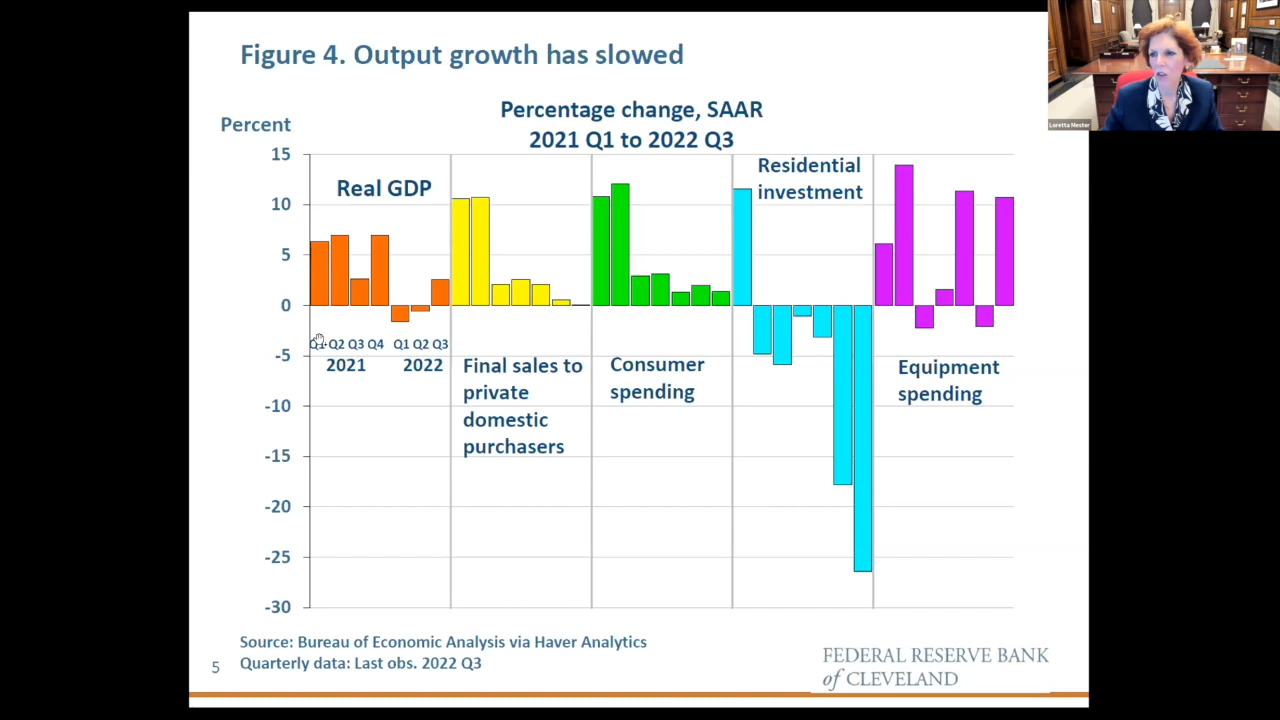 Figure 4. Output growth has slowed
Loretta Mester
Percentage change, SAAR
2021 Q1 to 2022 Q3
Percent
15
10
5
0
-5
-10
-15
-20
-25
-30
Real GDP
Q1 Q2 Q3 Q4 Q1 Q2 Q3
2021 2022
Final sales to
private
domestic
purchasers
Consumer
spending
Residential
investment
Equipment
spending
Source: Bureau of Economic Analysis via Haver Analytics
5 Quarterly data: Last obs. 2022 Q3
FEDERAL RESERVE BANK
of CLEVELAND